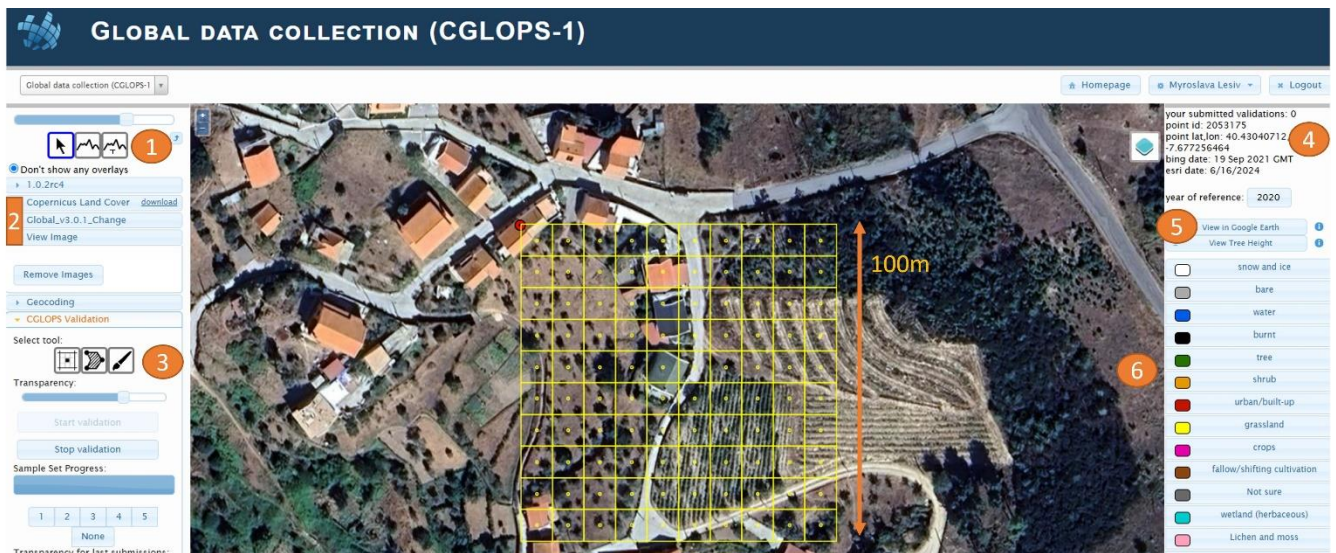 GLOBAL DATA COLLECTION (CGLOPS-1)
Global data collection (CGLOPS-1
Homepage
Myroslava Lesiv
Logout
1
Don't show any overlays
1.0.2rc4
2
Copernicus Land Cover download
Global_v3.0.1_Change
View Image
Remove Images
Geocoding
CGLOPS Validation
Select tool:
3
Transparency:
Start validation
Stop validation
Sample Set Progress:
1 2 3 4 5
None
Transparency for last submissions:
100m
your submitted validations: 0
point id: 2053175
point lat,lon: 40.43040712,
-7.677256464
4
bing date: 19 Sep 2021 GMT
esri date: 6/16/2024
year of reference: 2020
5
View in Google Earth
View Tree Height
6
snow and ice
bare
water
burnt
tree
shrub
urban/built-up
grassland
crops
fallow/shifting cultivation
Not sure
wetland (herbaceous)
Lichen and moss